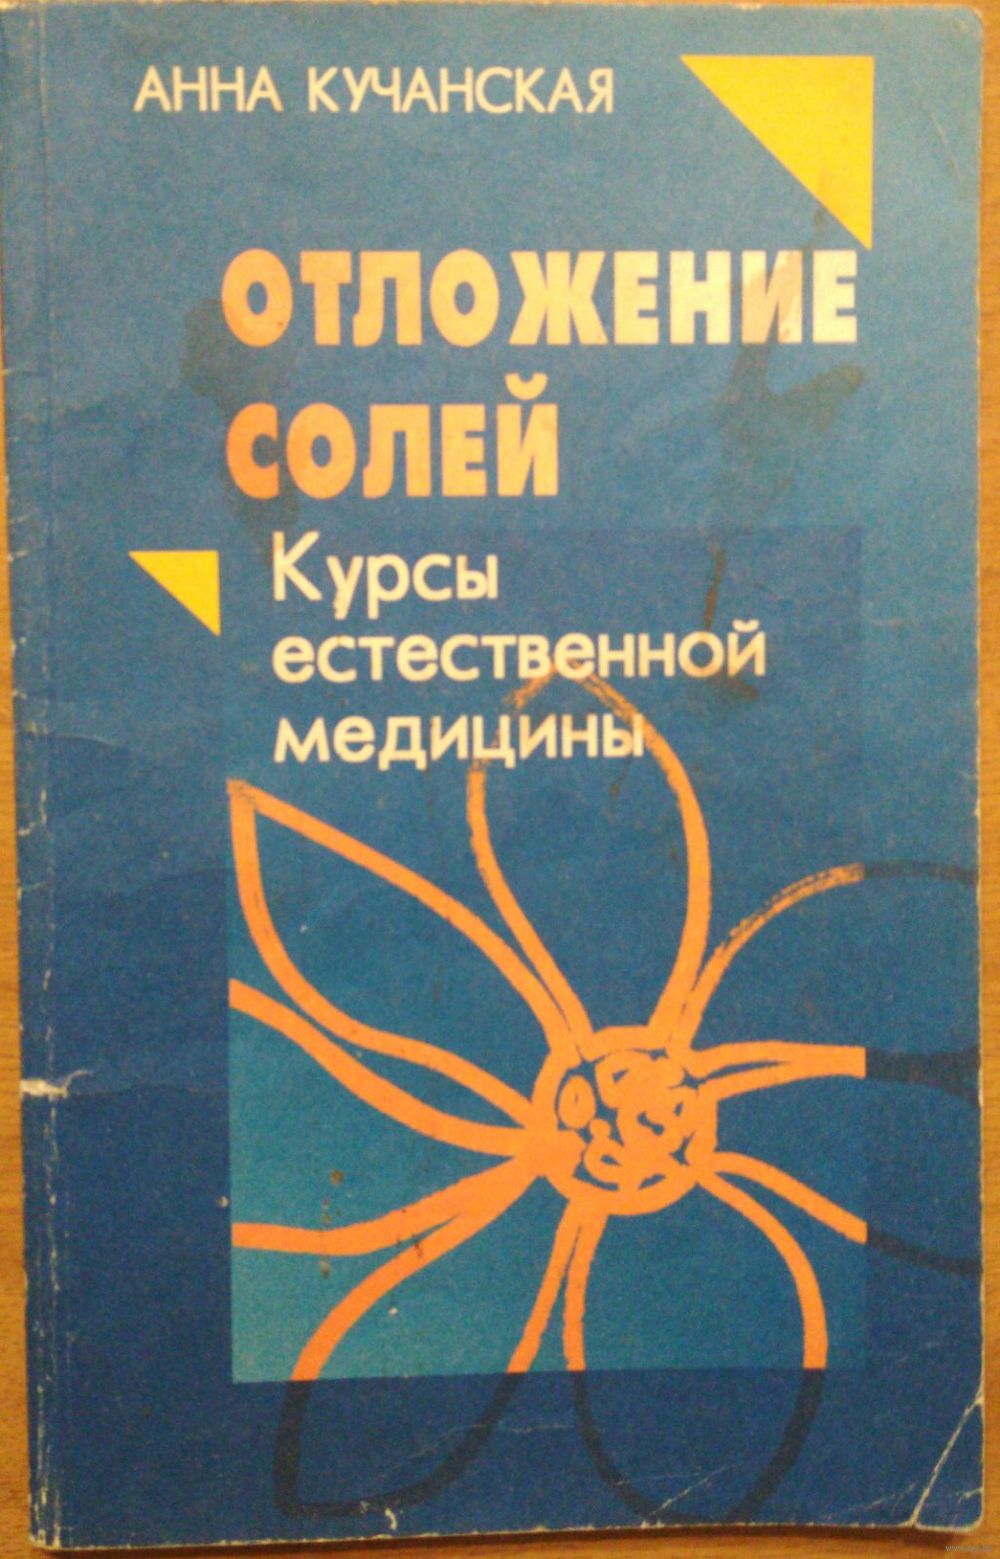 АННА КУЧАНСКАЯ
ОТЛОЖЕНИЕ
СОЛЕЙ
Курсы
естественной
медицины